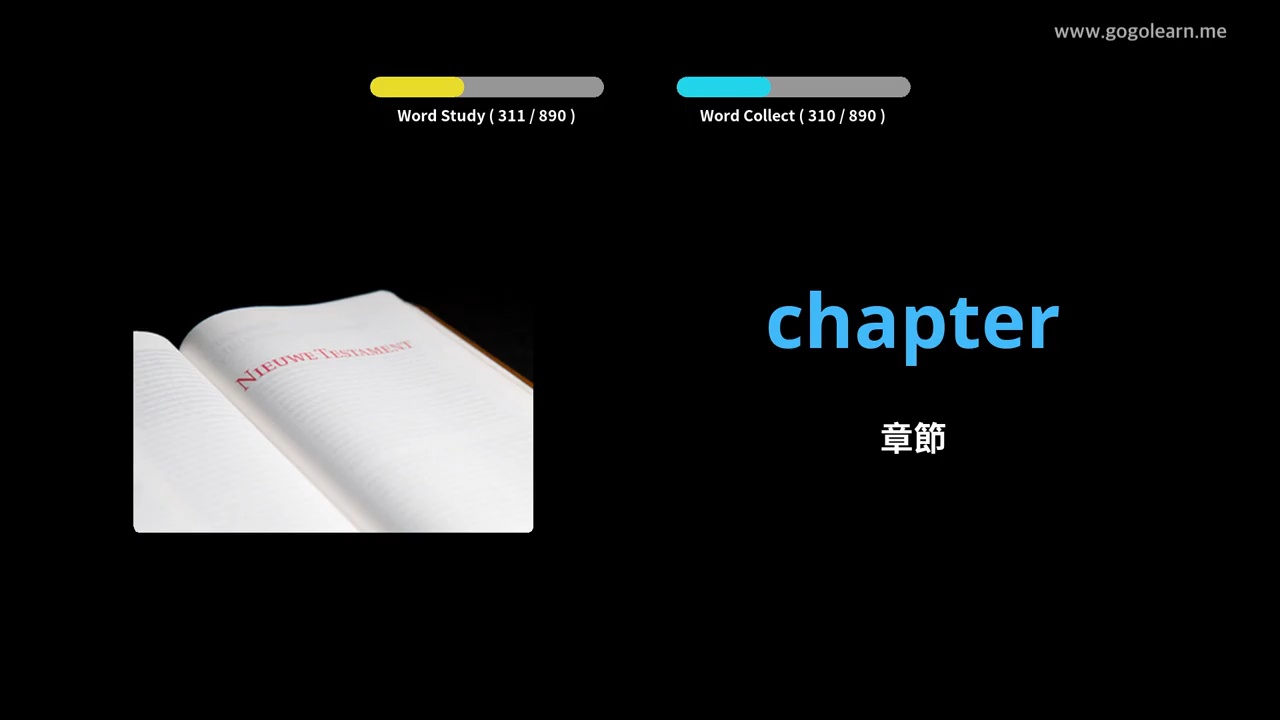 www.gogolearn.me
Word Study ( 311 / 890 )
Word Collect ( 310 / 890 )
NIEUWE TESTAMENT
chapter
章節